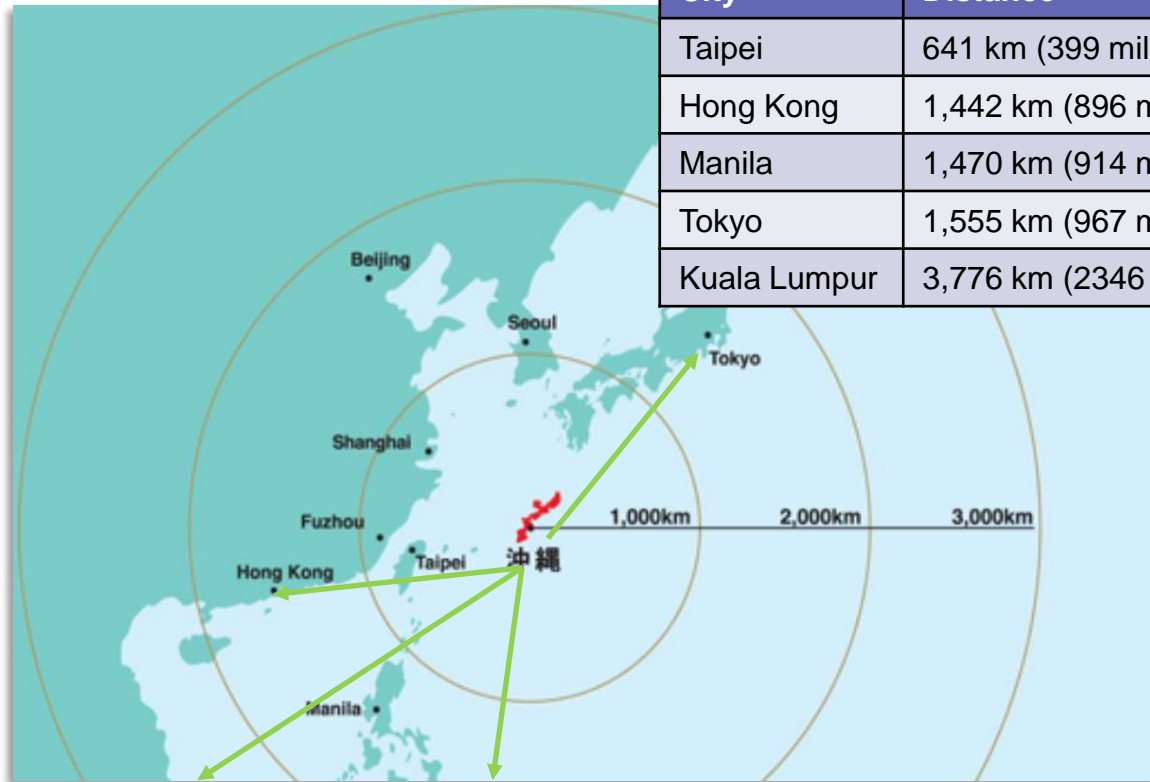 Taipei 641 km (399
Hong Kong 1,442 km (896
Manila 1,470 km (914
Tokyo 1,555 km (967
Kuala Lumpur 3,776 km (2346
Beijing
Seoul
Tokyo
Shanghai
1,000km 2,000km 3,000km
Fuzhou
Taipei
沖縄
Hong Kong
Manila